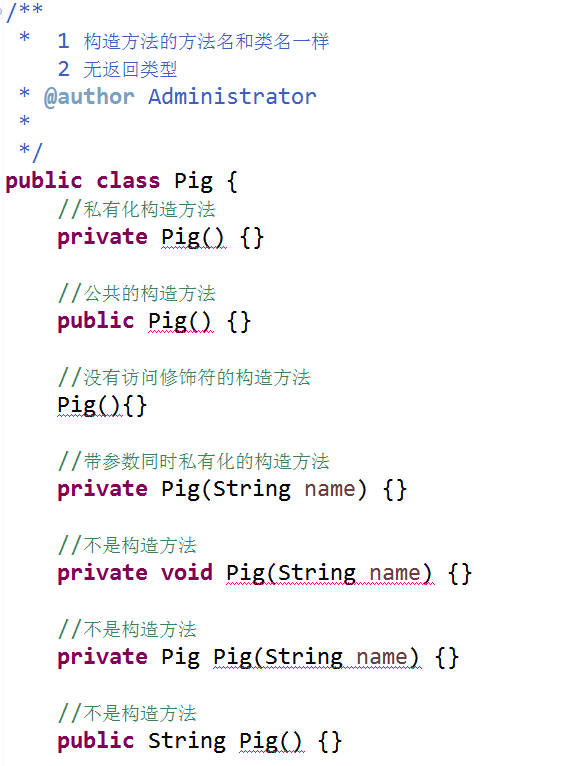 /**
 *  1 构造方法的方法名和类名一样
    2 无返回类型
 * @author Administrator
 *
 */
public class Pig {
    //私有化构造方法
    private Pig() {}
    //公共的构造方法
    public Pig() {}
    //没有访问修饰符的构造方法
    Pig(){}
    //带参数同时私有化的构造方法
    private Pig(String name) {}
    //不是构造方法
    private void Pig(String name) {}
    //不是构造方法
    private Pig Pig(String name) {}
    //不是构造方法
    public String Pig() {}